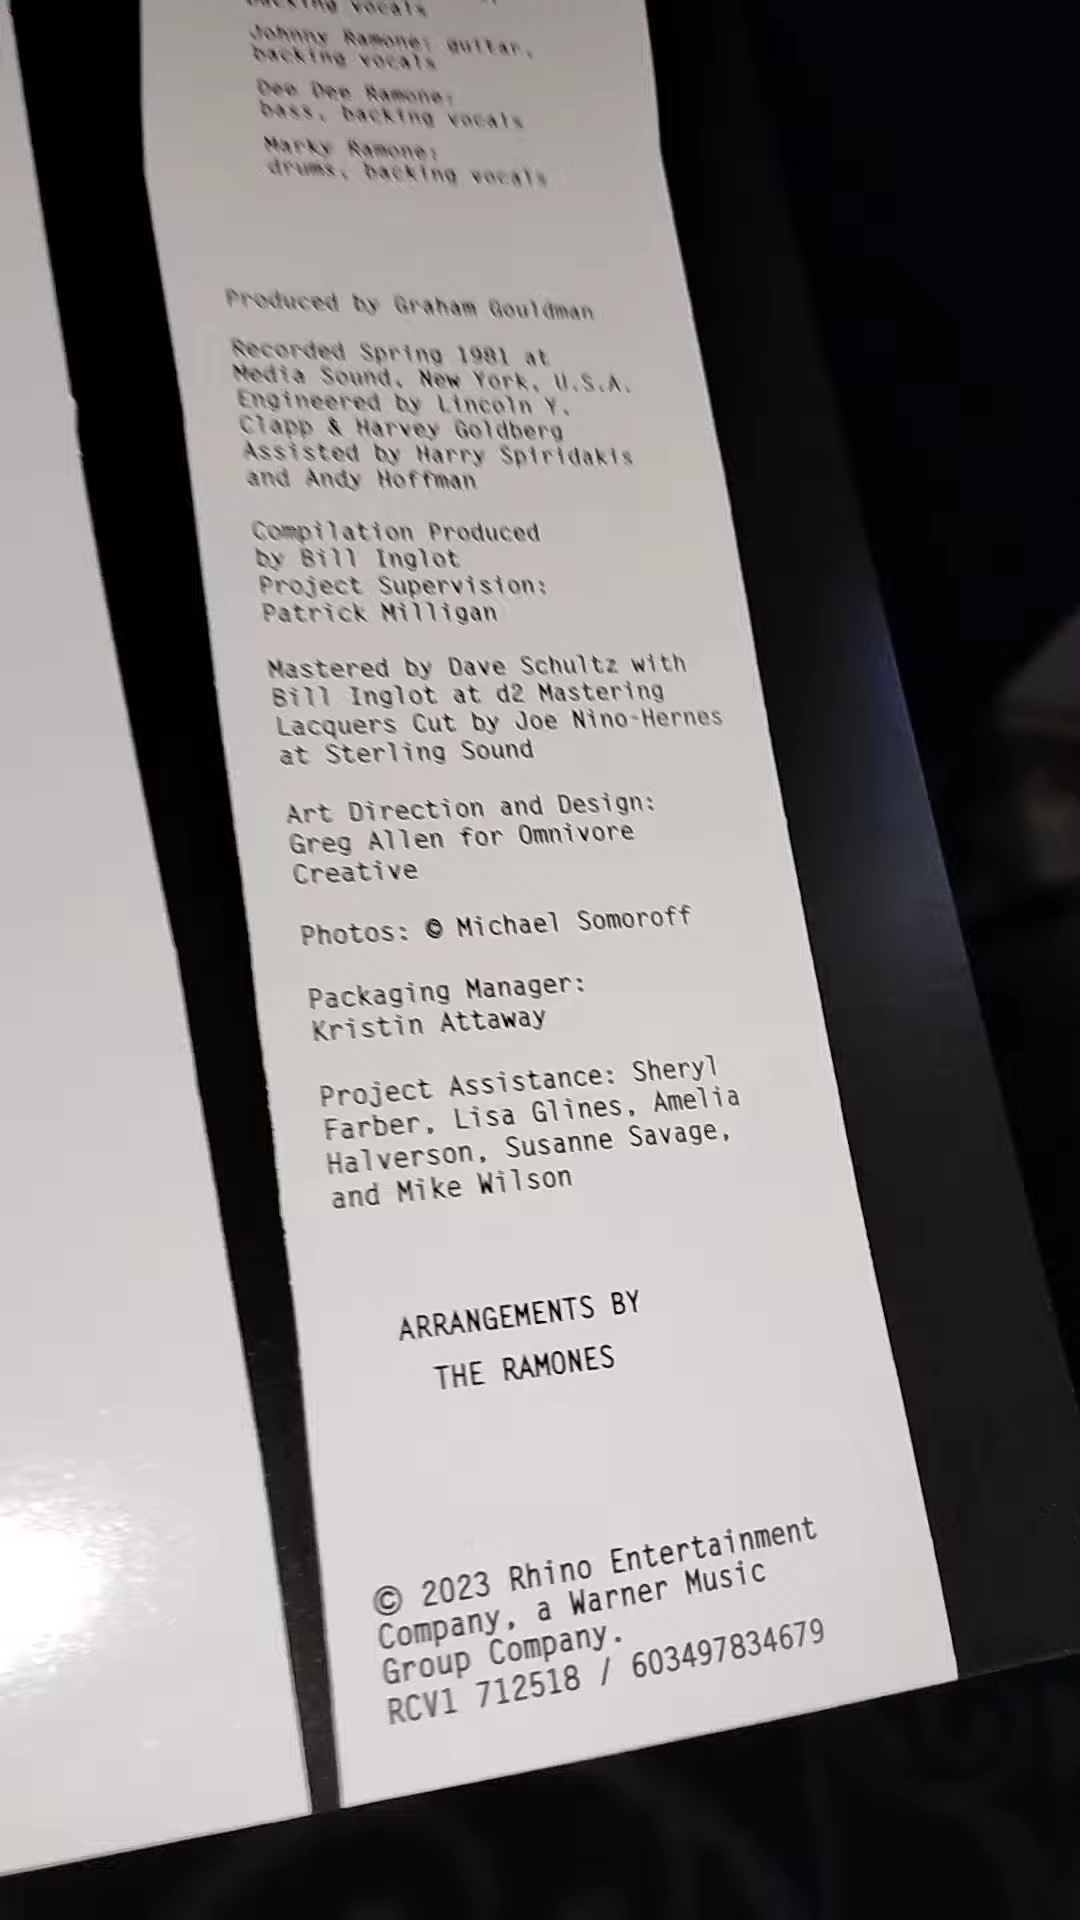 backing vocals
Johnny Ramone: guitar,
backing vocals
Dee Dee Ramone:
bass, backing vocals
Marky Ramone:
drums, backing vocals
Produced by Graham Gouldman
Recorded Spring 1981 at
Media Sound, New York, U.S.A.
Engineered by Lincoln Y.
Clapp & Harvey Goldberg
Assisted by Harry Spiridakis
and Andy Hoffman
Compilation Produced
by Bill Inglot
Project Supervision:
Patrick Milligan
Mastered by Dave Schultz with
Bill Inglot at d2 Mastering
Lacquers Cut by Joe Nino-Hernes
at Sterling Sound
Art Direction and Design:
Greg Allen for Omnivore
Creative
Photos: © Michael Somoroff
Packaging Manager:
Kristin Attaway
Project Assistance: Sheryl
Farber, Lisa Glines, Amelia
Halverson, Susanne Savage,
and Mike Wilson
ARRANGEMENTS BY
THE RAMONES
© 2023 Rhino Entertainment
Company, a Warner Music
Group Company.
RCV1 712518 / 603497834679